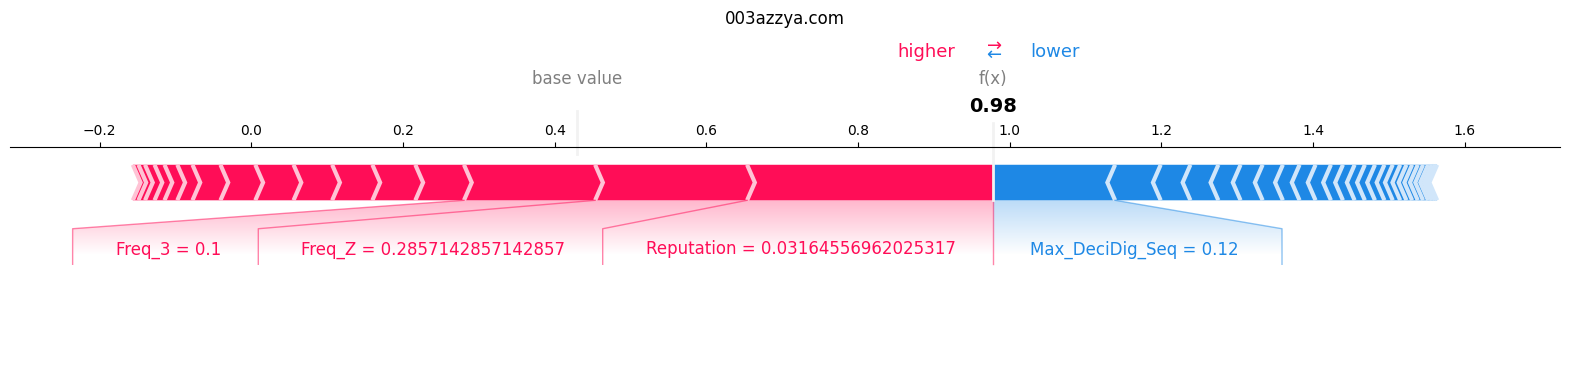 003azzya.com
higher ⇄ lower
base value f(x)
0.98
−0.2 0.0 0.2 0.4 0.6 0.8 1.0 1.2 1.4 1.6
Freq_3 = 0.1 Freq_Z = 0.2857142857142857 Reputation = 0.03164556962025317 Max_DeciDig_Seq = 0.12